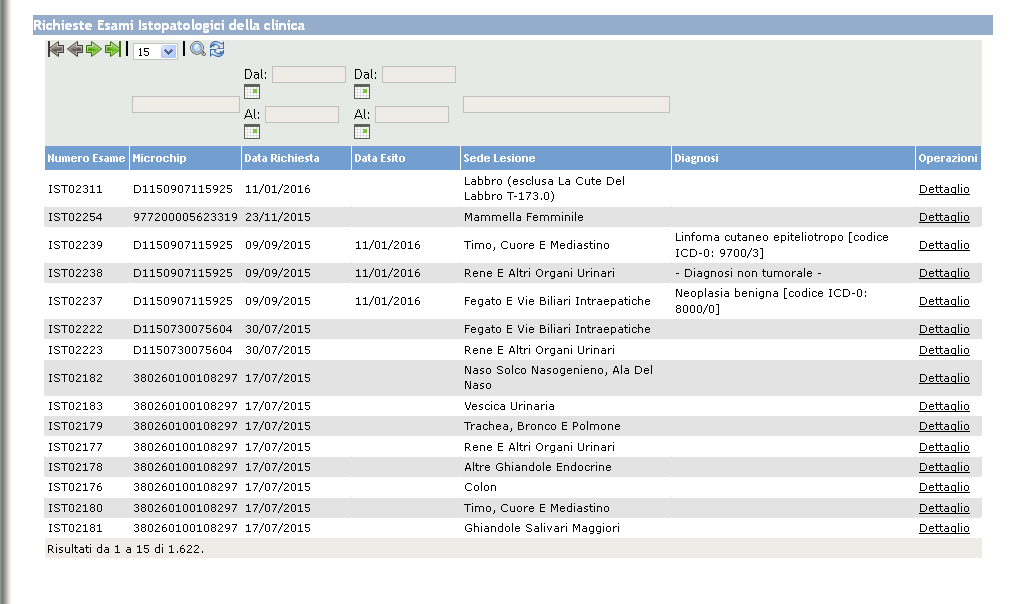 Richieste Esami Istopatologici della clinica
15
Dal: Dal:
Al: Al:
Numero Esame Microchip Data Richiesta Data Esito Sede Lesione Diagnosi Operazioni
IST02311 D1150907115925 11/01/2016 Labbro (esclusa La Cute Del Dettaglio
Labbro T-173.0)
IST02254 977200005623319 23/11/2015 Mammella Femminile Dettaglio
IST02239 D1150907115925 09/09/2015 11/01/2016 Timo, Cuore E Mediastino Linfoma cutaneo epiteliotropo [codice Dettaglio
ICD-0: 9700/3]
IST02238 D1150907115925 09/09/2015 11/01/2016 Rene E Altri Organi Urinari - Diagnosi non tumorale - Dettaglio
IST02237 D1150907115925 09/09/2015 11/01/2016 Fegato E Vie Biliari Intraepatiche Neoplasia benigna [codice ICD-0: Dettaglio
8000/0]
IST02222 D1150730075604 30/07/2015 Fegato E Vie Biliari Intraepatiche Dettaglio
IST02223 D1150730075604 30/07/2015 Rene E Altri Organi Urinari Dettaglio
IST02182 380260100108297 17/07/2015 Naso Solco Nasogenieno, Ala Del Dettaglio
Naso
IST02183 380260100108297 17/07/2015 Vescica Urinaria Dettaglio
IST02179 380260100108297 17/07/2015 Trachea, Bronco E Polmone Dettaglio
IST02177 380260100108297 17/07/2015 Rene E Altri Organi Urinari Dettaglio
IST02178 380260100108297 17/07/2015 Altre Ghiandole Endocrine Dettaglio
IST02176 380260100108297 17/07/2015 Colon Dettaglio
IST02180 380260100108297 17/07/2015 Timo, Cuore E Mediastino Dettaglio
IST02181 380260100108297 17/07/2015 Ghiandole Salivari Maggiori Dettaglio
Risultati da 1 a 15 di 1.622.